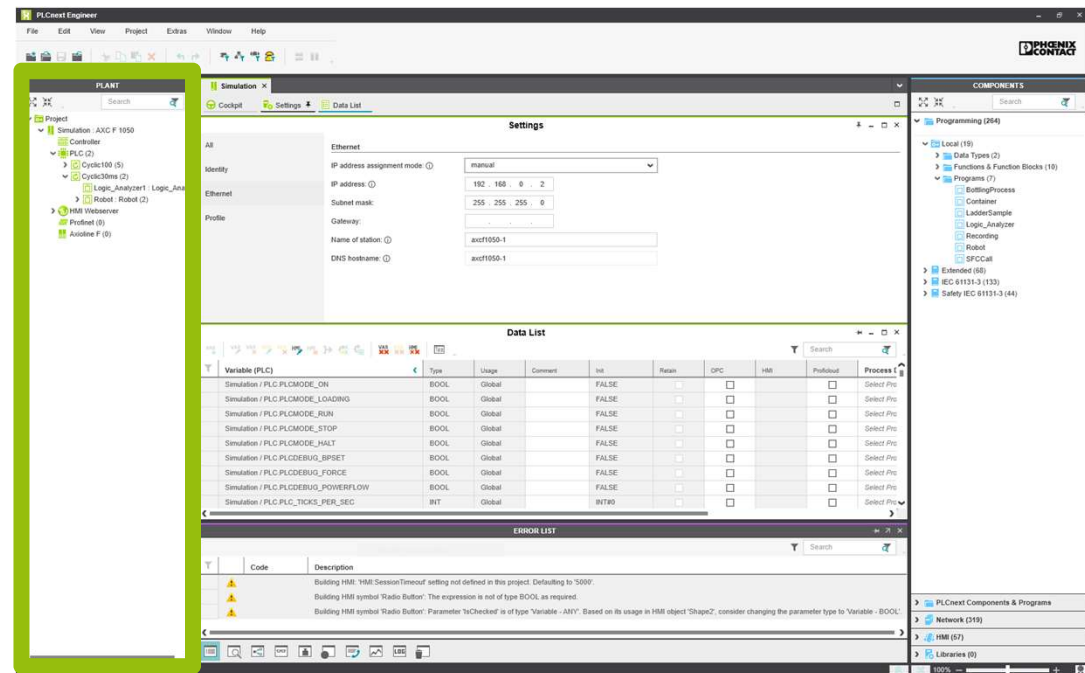 PLCnext Engineer
File Edit View Project Extras Window Help
PHŒNIX CONTACT
PLANT
Search
Project
Simulation : AXC F 1050
Controller
PLC (2)
Cyclic100 (5)
Cyclic30ms (2)
Logic_Analyzer1 : Logic_Ana
Robot : Robot (2)
HMI Webserver
Profinet (0)
Axioline F (0)
Simulation
Cockpit Settings Data List
Settings
All
Identity
Ethernet
Profile
Ethernet
IP address assignment mode: manual
IP address: 192 . 168 . 0 . 2
Subnet mask: 255 . 255 . 255 . 0
Gateway: . . .
Name of station: axcf1050-1
DNS hostname: axcf1050-1
Data List
Search
Variable (PLC) Type Usage Comment Init Retain OPC HMI Proficloud Process D
Simulation / PLC.PLCMODE_ON BOOL Global FALSE Select Pro
Simulation / PLC.PLCMODE_LOADING BOOL Global FALSE Select Pro
Simulation / PLC.PLCMODE_RUN BOOL Global FALSE Select Pro
Simulation / PLC.PLCMODE_STOP BOOL Global FALSE Select Pro
Simulation / PLC.PLCMODE_HALT BOOL Global FALSE Select Pro
Simulation / PLC.PLCDEBUG_BPSET BOOL Global FALSE Select Pro
Simulation / PLC.PLCDEBUG_FORCE BOOL Global FALSE Select Pro
Simulation / PLC.PLCDEBUG_POWERFLOW BOOL Global FALSE Select Pro
Simulation / PLC.PLC_TICKS_PER_SEC INT Global INT#0 Select Pro
ERROR LIST
Search
Code Description
Building HMI: 'HMI:SessionTimeout' setting not defined in this project. Defaulting to '5000'.
Building HMI symbol 'Radio Button': The expression is not of type BOOL as required.
Building HMI symbol 'Radio Button': Parameter 'IsChecked' is of type 'Variable - ANY'. Based on its usage in HMI object 'Shape2', consider changing the parameter type to 'Variable - BOOL'.
LOG
COMPONENTS
Search
Programming (264)
Local (19)
Data Types (2)
Functions & Function Blocks (10)
Programs (7)
BottlingProcess
Container
LadderSample
Logic_Analyzer
Recording
Robot
SFCCall
Extended (68)
IEC 61131-3 (133)
Safety IEC 61131-3 (44)
PLCnext Components & Programs
Network (319)
HMI (57)
Libraries (0)
100%